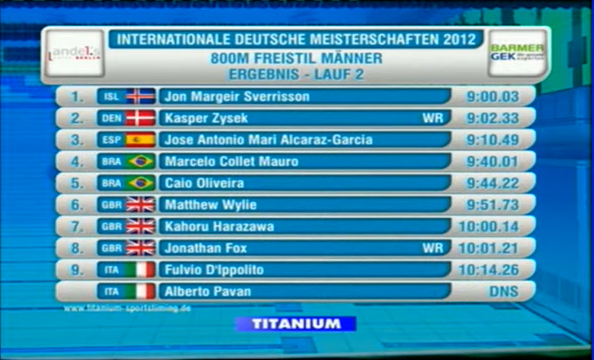 andel's
BERLIN
INTERNATIONALE DEUTSCHE MEISTERSCHAFTEN 2012
BARMER
GEK
800M FREISTIL MÄNNER
ERGEBNIS - LAUF 2
1. ISL Jon Margeir Sverrisson 9:00.03
2. DEN Kasper Zysek WR 9:02.33
3. ESP Jose Antonio Mari Alcaraz-Garcia 9:10.49
4. BRA Marcelo Collet Mauro 9:40.01
5. BRA Caio Oliveira 9:44.22
6. GBR Matthew Wylie 9:51.73
7. GBR Kahoru Harazawa 10:00.14
8. GBR Jonathan Fox WR 10:01.21
9. ITA Fulvio D'Ippolito 10:14.26
ITA Alberto Pavan DNS
www.titanium-sportstiming.de
TITANIUM